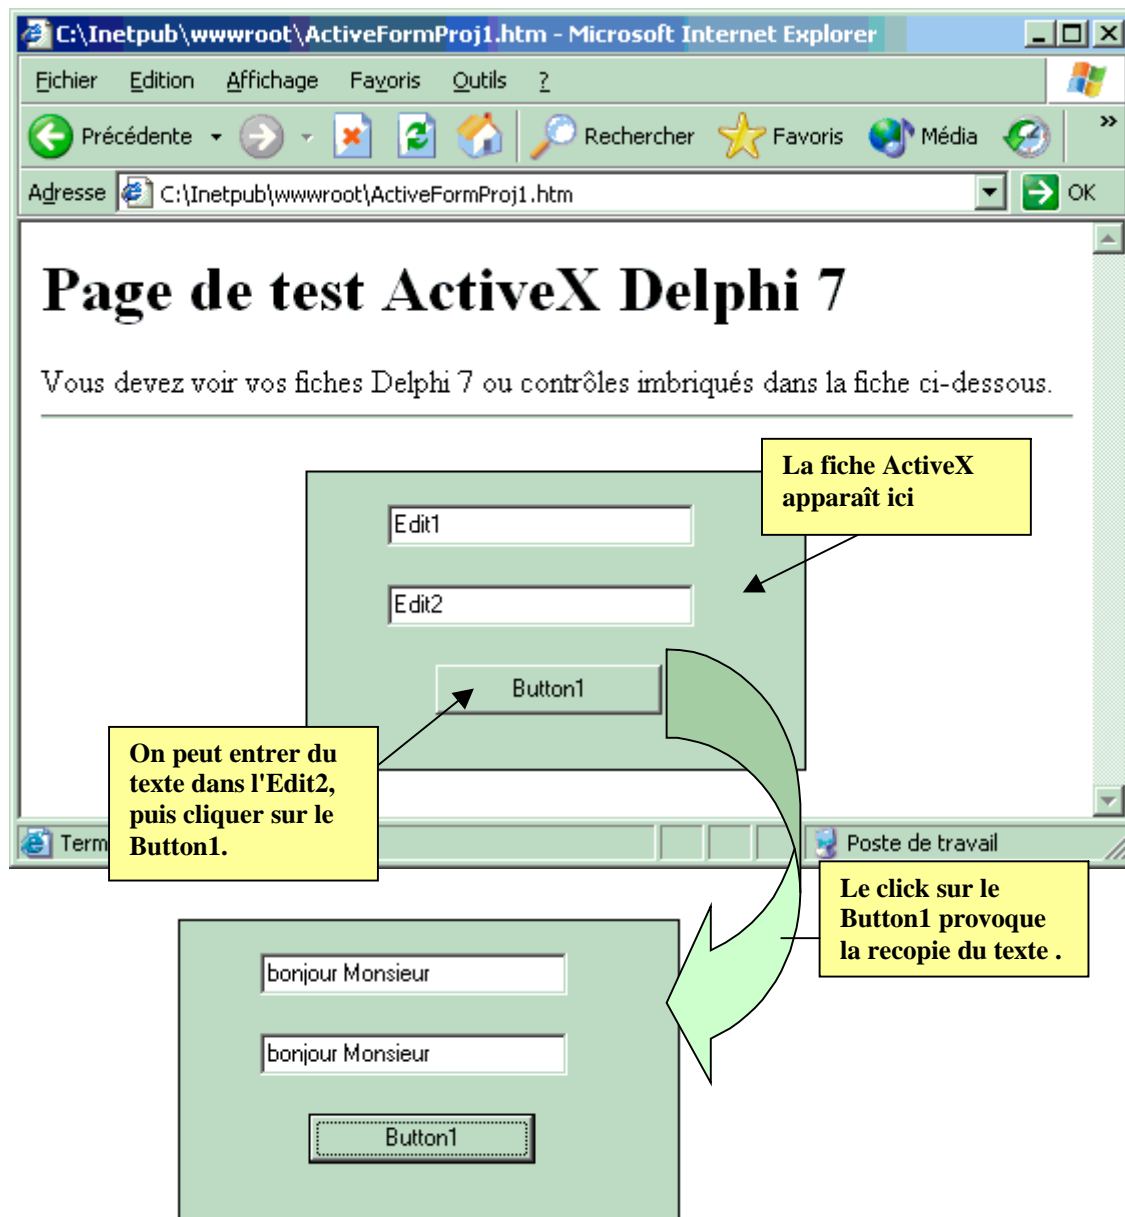 C:\Inetpub\wwwroot\ActiveFormProj1.htm - Microsoft Internet Explorer
Fichier Edition Affichage Favoris Outils ?
Précédente Rechercher Favoris Média »
Adresse C:\Inetpub\wwwroot\ActiveFormProj1.htm OK
Page de test ActiveX Delphi 7
Vous devez voir vos fiches Delphi 7 ou contrôles imbriqués dans la fiche ci-dessous.
La fiche ActiveX
apparaît ici
Edit1
Edit2
Button1
On peut entrer du
texte dans l'Edit2,
puis cliquer sur le
Button1.
Term
Poste de travail
Le click sur le
Button1 provoque
la recopie du texte .
bonjour Monsieur
bonjour Monsieur
Button1